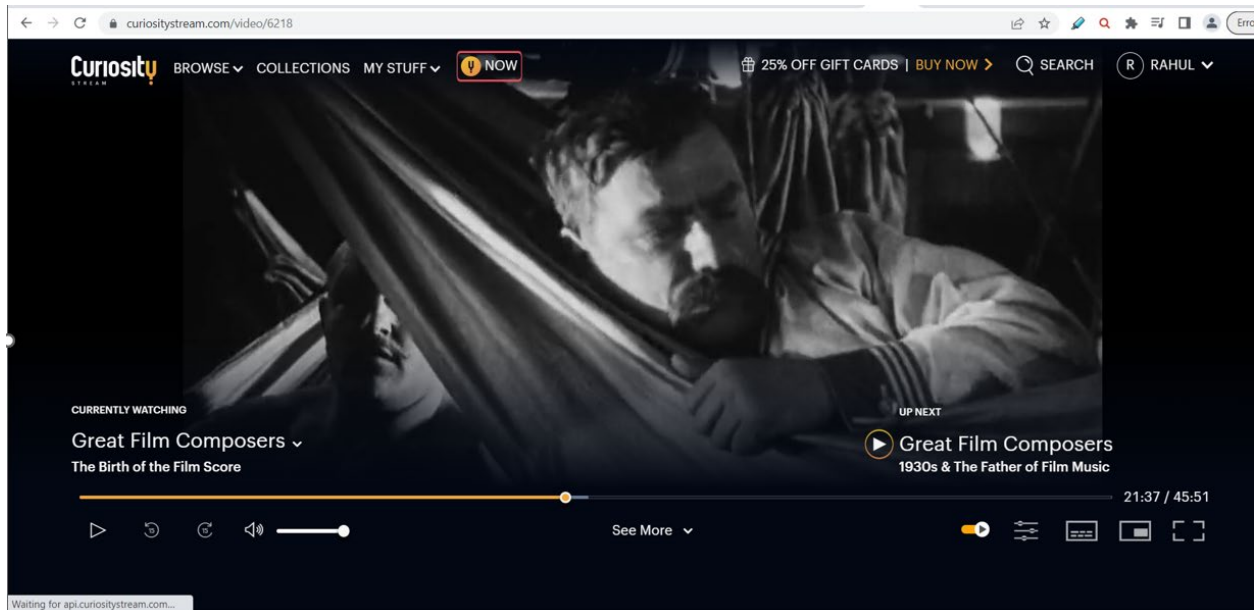 curiositystream.com/video/6218
Erro
CURIOSITY STREAM
BROWSE
COLLECTIONS
MY STUFF
NOW
25% OFF GIFT CARDS | BUY NOW
SEARCH
R RAHUL
CURRENTLY WATCHING
Great Film Composers
The Birth of the Film Score
UP NEXT
Great Film Composers
1930s & The Father of Film Music
21:37 / 45:51
15
15
See More
Waiting for api.curiositystream.com...